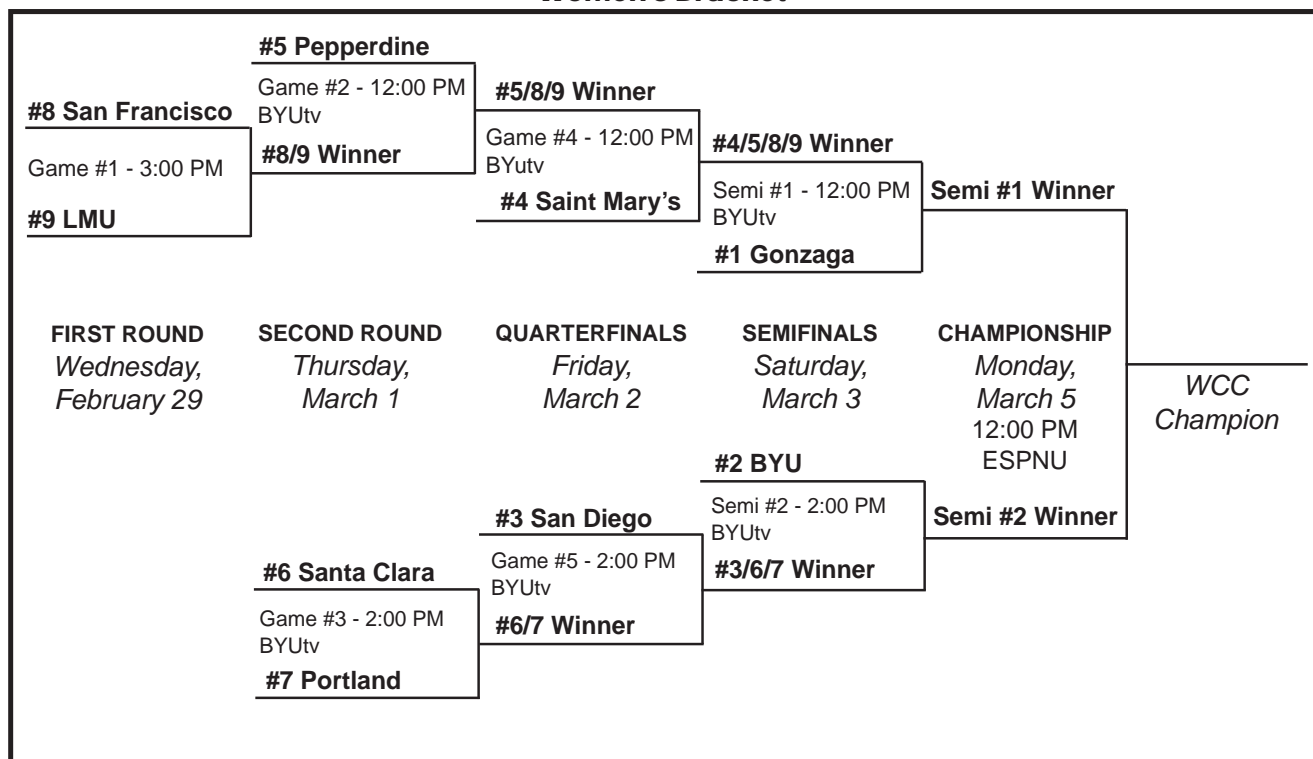 Women's Bracket
#5 Pepperdine
Game #2 - 12:00 PM
BYUtv
#8/9 Winner
#8 San Francisco
Game #1 - 3:00 PM
#9 LMU
#5/8/9 Winner
Game #4 - 12:00 PM
BYutv
#4 Saint Mary’s
#4/5/8/9 Winner
Semi #1 - 12:00 PM
BYUtv
#1 Gonzaga
Semi #1 Winner
FIRST ROUND
Wednesday,
February 29
SECOND ROUND
Thursday,
March 1
QUARTERFINALS
Friday,
March 2
SEMIFINALS
Saturday,
March 3
CHAMPIONSHIP
Monday,
March 5
12:00 PM
ESPNU
WCC
Champion
#2 BYU
Semi #2 - 2:00 PM
BYUtv
#3/6/7 Winner
Semi #2 Winner
#3 San Diego
Game #5 - 2:00 PM
BYUtv
#6/7 Winner
#6 Santa Clara
Game #3 - 2:00 PM
BYUtv
#7 Portland